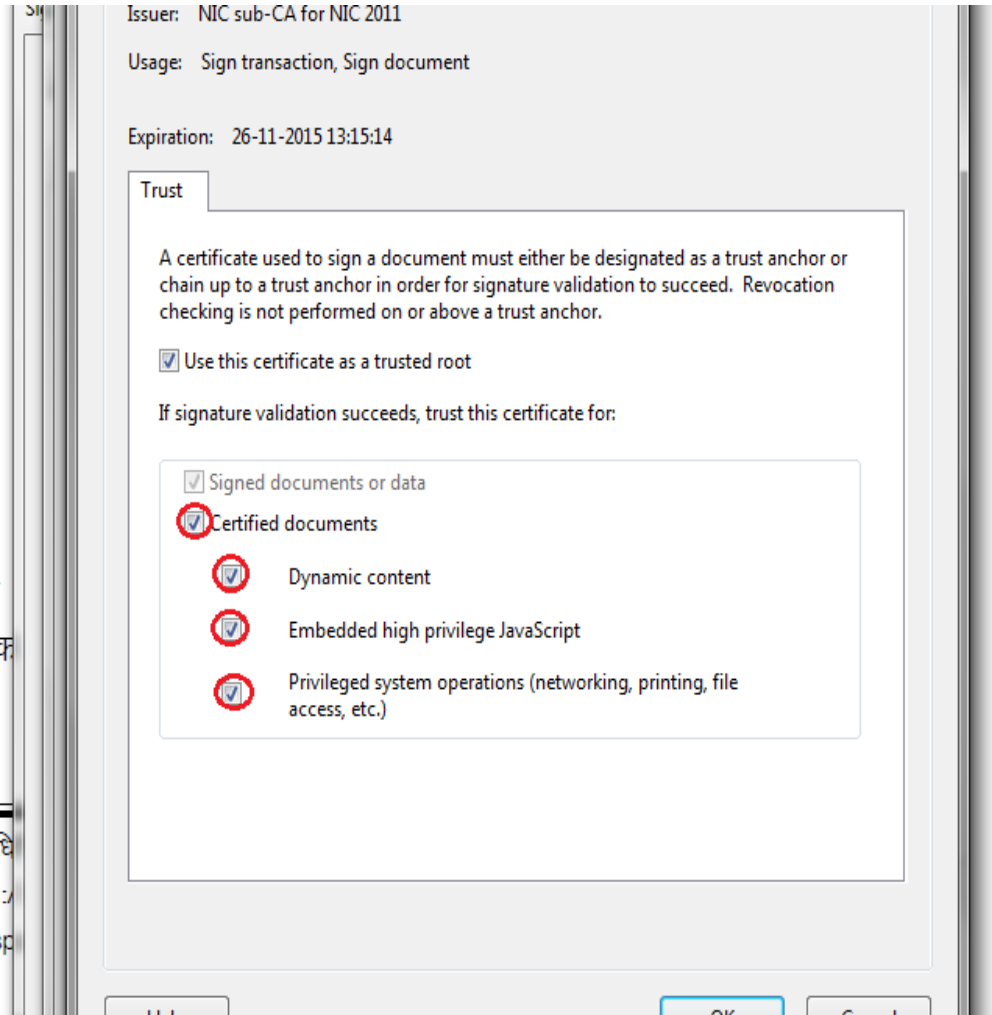 Issuer: NIC sub-CA for NIC 2011
Usage: Sign transaction, Sign document
Expiration: 26-11-2015 13:15:14
Trust
A certificate used to sign a document must either be designated as a trust anchor or
chain up to a trust anchor in order for signature validation to succeed. Revocation
checking is not performed on or above a trust anchor.
Use this certificate as a trusted root
If signature validation succeeds, trust this certificate for:
Signed documents or data
Certified documents
Dynamic content
Embedded high privilege JavaScript
Privileged system operations (networking, printing, file
access, etc.)